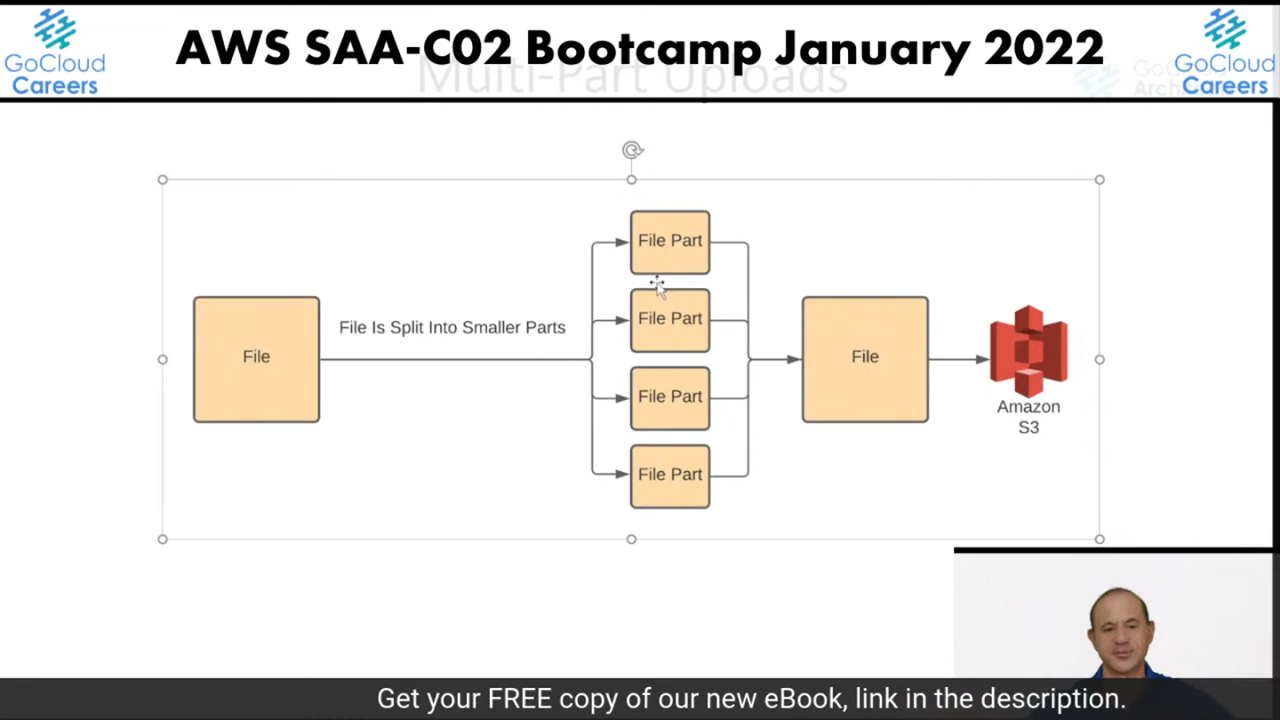 GoCloud
Careers
AWS SAA-C02 Bootcamp January 2022
GoCloud
Careers
Multi-Part Uploads
File
File Is Split Into Smaller Parts
File Part
File Part
File Part
File Part
File
Amazon
S3
Get your FREE copy of our new eBook, link in the description.